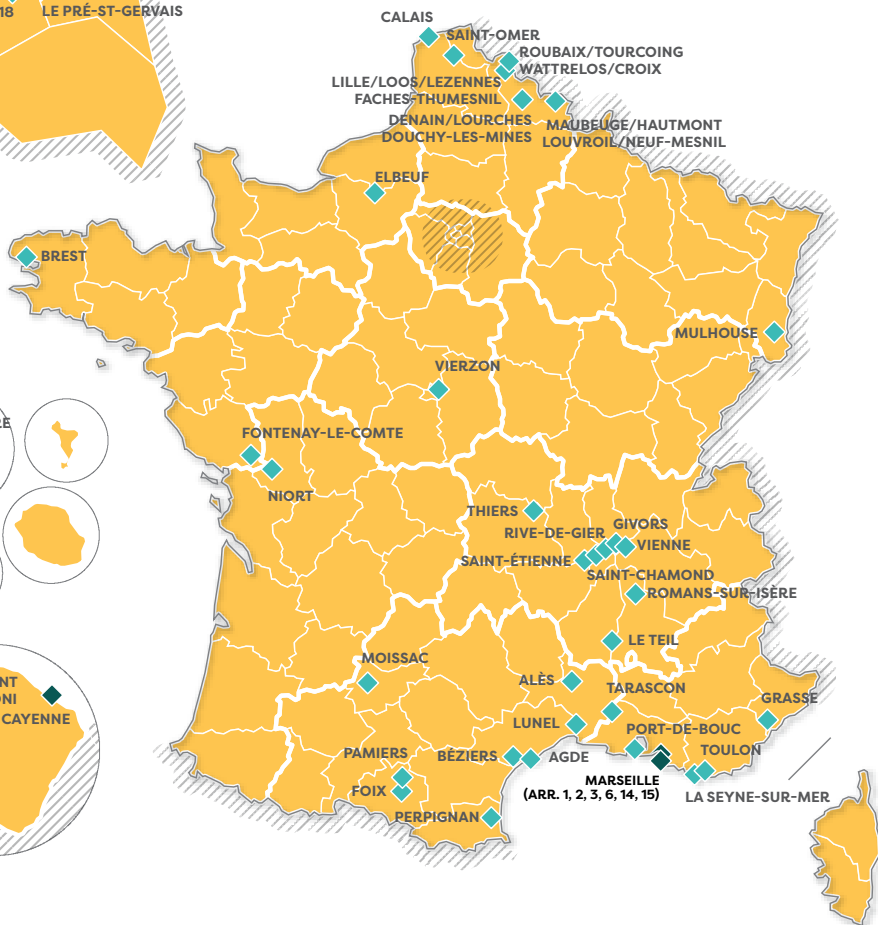 18
LE PRÉ-ST-GERVAIS
CALAIS
SAINT-OMER
ROUBAIX/TOURCOING
WATTRELOS/CROIX
LILLE/LOOS/LEZENNES
FACHES-THUMESNIL
DENAIN/LOURCHES
DOUCHY-LES-MINES
MAUBEUGE/HAUTMONT
LOUVROIL/NEUF-MESNIL
ELBEUF
BREST
MULHOUSE
VIERZON
FONTENAY-LE-COMTE
NIORT
THIERS
GIVORS
RIVE-DE-GIER
VIENNE
SAINT-ÉTIENNE
SAINT-CHAMOND
ROMANS-SUR-ISÈRE
LE TEIL
MOISSAC
ALÈS
TARASCON
GRASSE
CAYENNE
LUNEL
PORT-DE-BOUC
TOULON
PAMIERS
BÉZIERS
AGDE
MARSEILLE
(ARR. 1, 2, 3, 6, 14, 15)
FOIX
LA SEYNE-SUR-MER
PERPIGNAN